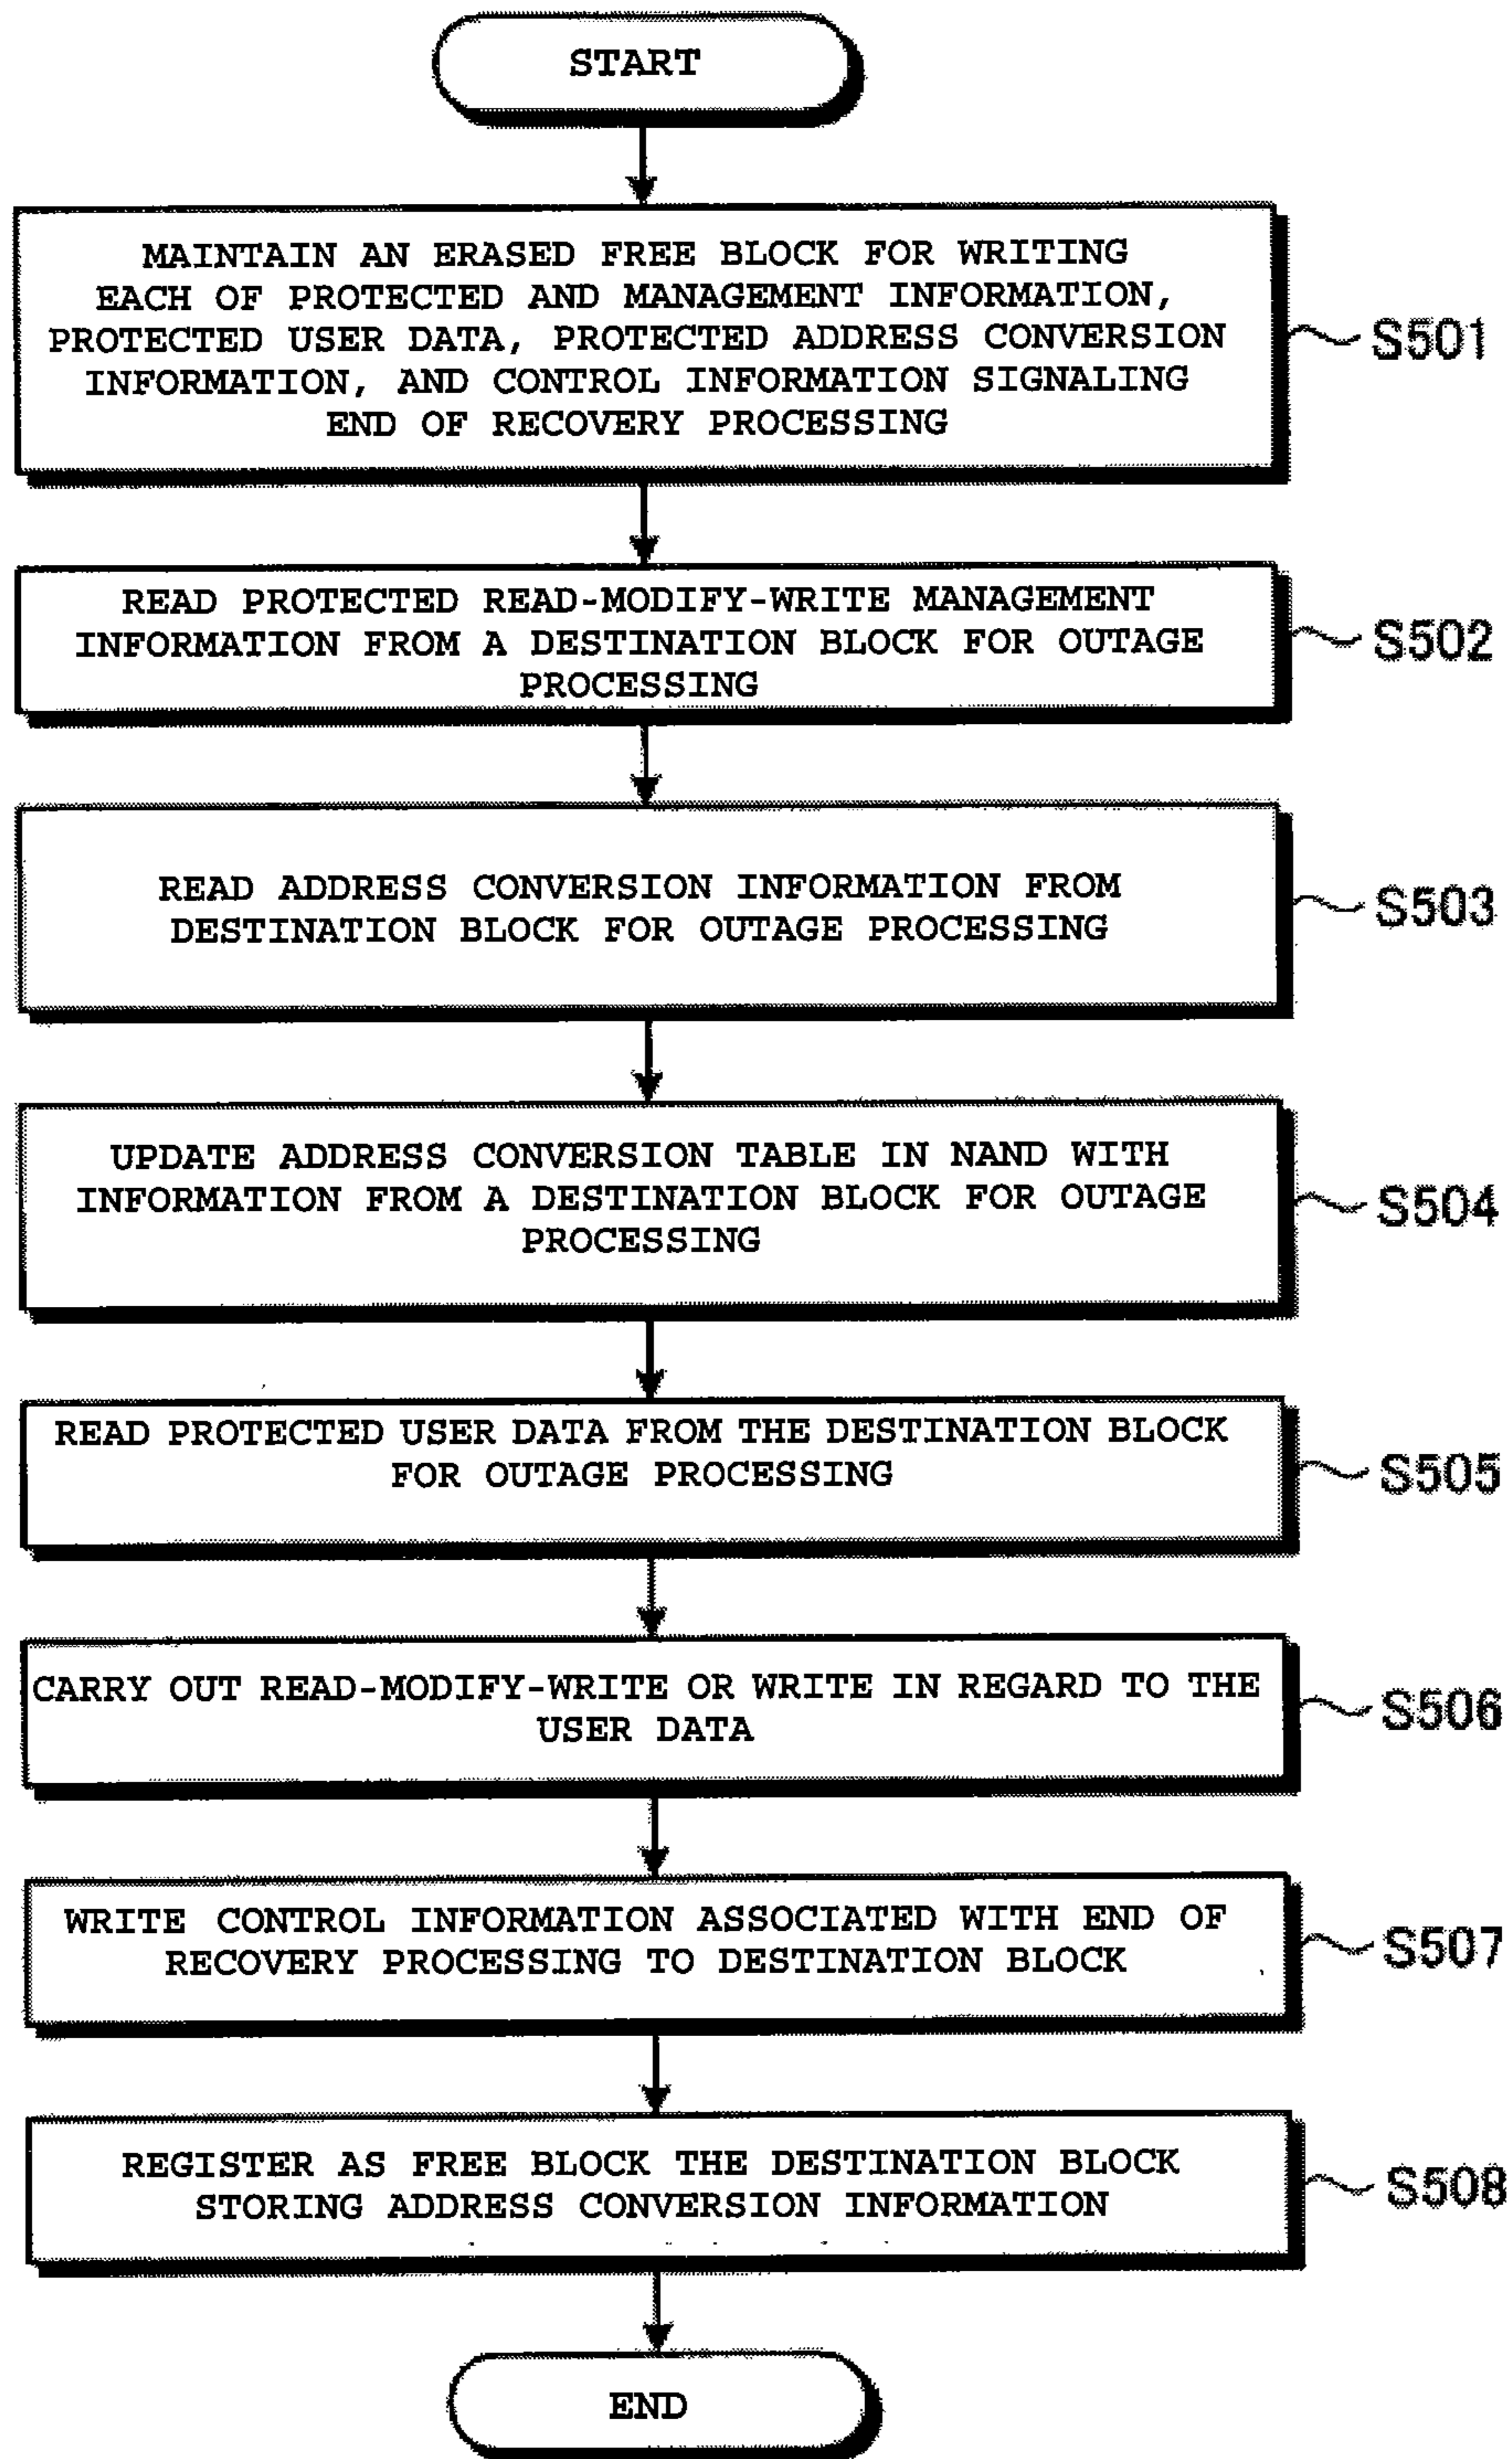 START
MAINTAIN AN ERASED FREE BLOCK FOR WRITING
EACH OF PROTECTED AND MANAGEMENT INFORMATION,
PROTECTED USER DATA, PROTECTED ADDRESS CONVERSION
INFORMATION, AND CONTROL INFORMATION SIGNALING
END OF RECOVERY PROCESSING
S501
READ PROTECTED READ-MODIFY-WRITE MANAGEMENT
INFORMATION FROM A DESTINATION BLOCK FOR OUTAGE
PROCESSING
S502
READ ADDRESS CONVERSION INFORMATION FROM
DESTINATION BLOCK FOR OUTAGE PROCESSING
S503
UPDATE ADDRESS CONVERSION TABLE IN NAND WITH
INFORMATION FROM A DESTINATION BLOCK FOR OUTAGE
PROCESSING
S504
READ PROTECTED USER DATA FROM THE DESTINATION BLOCK
FOR OUTAGE PROCESSING
S505
CARRY OUT READ-MODIFY-WRITE OR WRITE IN REGARD TO THE
USER DATA
S506
WRITE CONTROL INFORMATION ASSOCIATED WITH END OF
RECOVERY PROCESSING TO DESTINATION BLOCK
S507
REGISTER AS FREE BLOCK THE DESTINATION BLOCK
STORING ADDRESS CONVERSION INFORMATION
S508
END